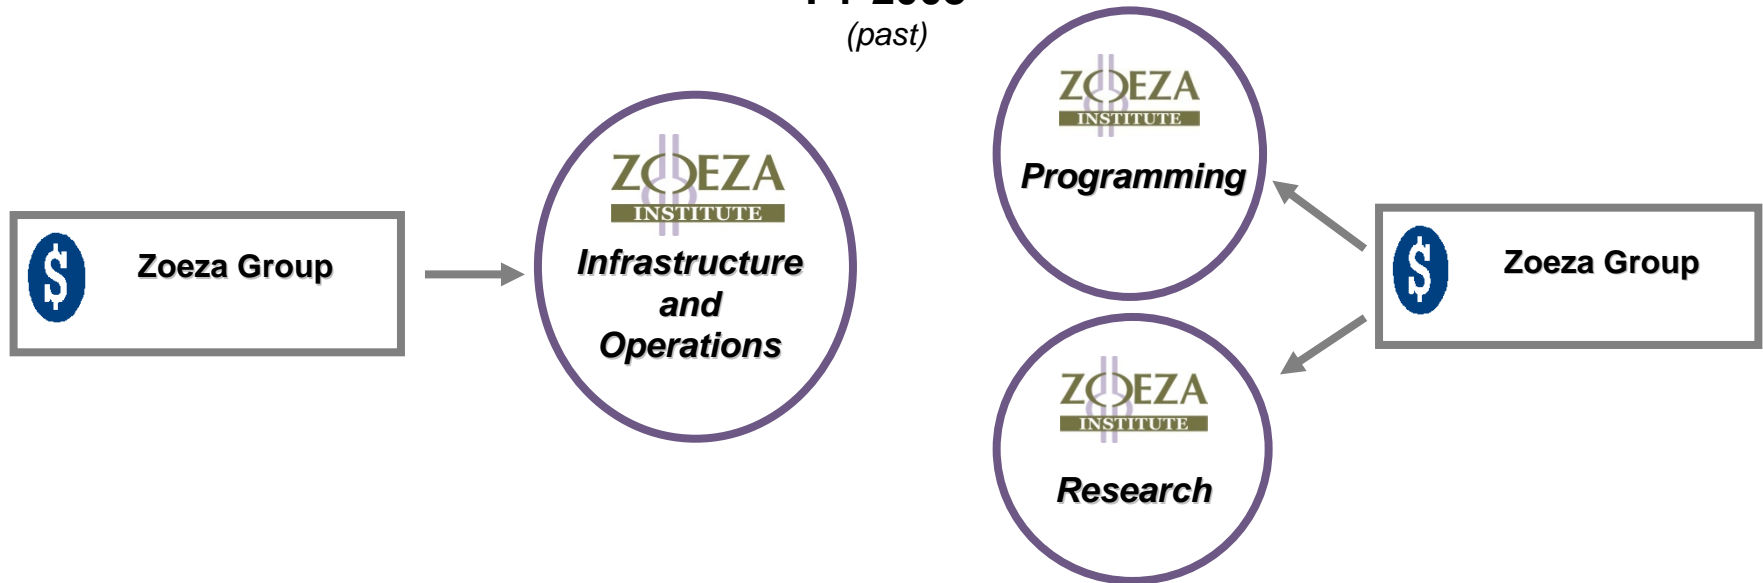 (past)
Zoeza Group
ZOEZA
INSTITUTE
Infrastructure
and
Operations
ZOEZA
INSTITUTE
Programming
ZOEZA
INSTITUTE
Research
Zoeza Group